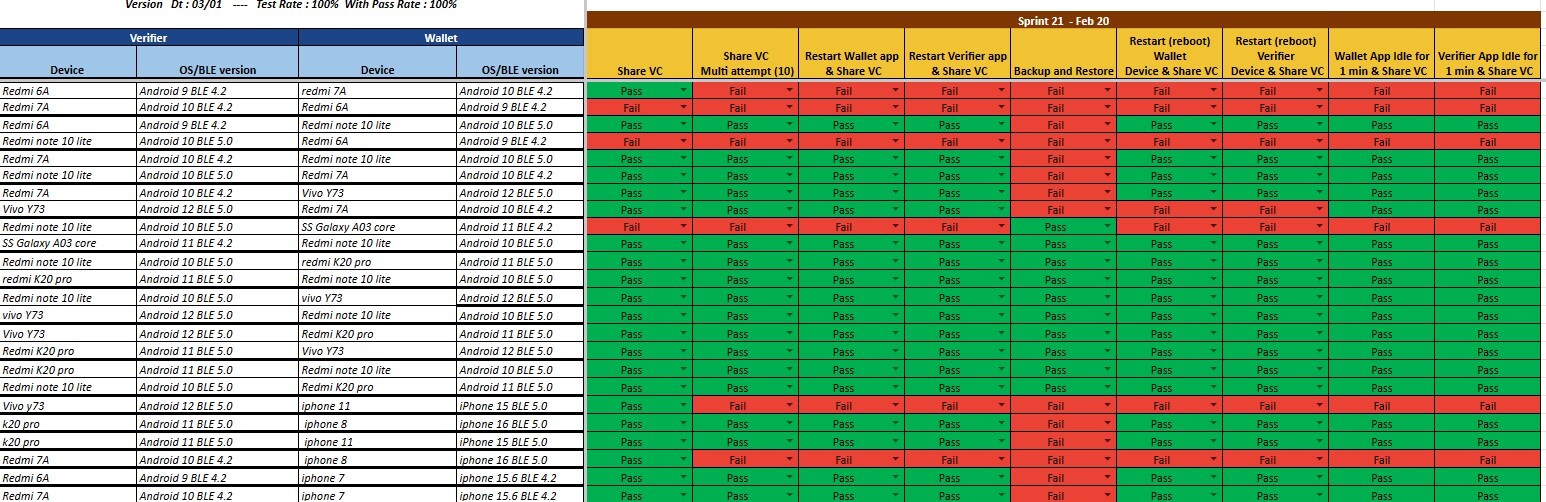 Version Dt : 03/01 ---- Test Rate : 100% With Pass Rate : 100%
Sprint 21 - Feb 20
Verifier Wallet
Device OS/BLE version Device OS/BLE version Share VC Share VC Multi attempt (10) Restart Wallet app & Share VC Restart Verifier app & Share VC Backup and Restore Restart (reboot) Wallet Device & Share VC Restart (reboot) Verifier Device & Share VC Wallet App Idle for 1 min & Share VC Verifier App Idle for 1 min & Share VC
Redmi 6A Android 9 BLE 4.2 redmi 7A Android 10 BLE 4.2 Pass Fail Fail Fail Fail Fail Fail Fail Fail
Redmi 7A Android 10 BLE 4.2 Redmi 6A Android 9 BLE 4.2 Fail Fail Fail Fail Fail Fail Fail Fail Fail
Redmi 6A Android 9 BLE 4.2 Redmi note 10 lite Android 10 BLE 5.0 Pass Pass Pass Pass Fail Pass Pass Pass Pass
Redmi note 10 lite Android 10 BLE 5.0 Redmi 6A Android 9 BLE 4.2 Fail Fail Fail Fail Fail Fail Fail Fail Fail
Redmi 7A Android 10 BLE 4.2 Redmi note 10 lite Android 10 BLE 5.0 Pass Pass Pass Pass Fail Pass Pass Pass Pass
Redmi note 10 lite Android 10 BLE 5.0 Redmi 7A Android 10 BLE 4.2 Pass Pass Pass Pass Fail Pass Pass Pass Pass
Redmi 7A Android 10 BLE 4.2 Vivo Y73 Android 12 BLE 5.0 Pass Pass Pass Pass Fail Pass Pass Pass Pass
Vivo Y73 Android 12 BLE 5.0 Redmi 7A Android 10 BLE 4.2 Pass Pass Pass Pass Fail Fail Fail Pass Pass
Redmi note 10 lite Android 10 BLE 5.0 SS Galaxy A03 core Android 11 BLE 4.2 Fail Fail Fail Fail Pass Fail Fail Fail Fail
SS Galaxy A03 core Android 11 BLE 4.2 Redmi note 10 lite Android 10 BLE 5.0 Pass Pass Pass Pass Pass Pass Pass Pass Pass
Redmi note 10 lite Android 10 BLE 5.0 redmi K20 pro Android 11 BLE 5.0 Pass Pass Pass Pass Pass Pass Pass Pass Pass
redmi K20 pro Android 11 BLE 5.0 Redmi note 10 lite Android 10 BLE 5.0 Pass Pass Pass Pass Pass Pass Pass Pass Pass
Redmi note 10 lite Android 10 BLE 5.0 vivo Y73 Android 12 BLE 5.0 Pass Pass Pass Pass Pass Pass Pass Pass Pass
vivo Y73 Android 12 BLE 5.0 Redmi note 10 lite Android 10 BLE 5.0 Pass Pass Pass Pass Pass Pass Pass Pass Pass
Vivo Y73 Android 12 BLE 5.0 Redmi K20 pro Android 11 BLE 5.0 Pass Pass Pass Pass Pass Pass Pass Pass Pass
Redmi K20 pro Android 11 BLE 5.0 Vivo Y73 Android 12 BLE 5.0 Pass Pass Pass Pass Pass Pass Pass Pass Pass
Redmi K20 pro Android 11 BLE 5.0 Redmi note 10 lite Android 10 BLE 5.0 Pass Pass Pass Pass Pass Pass Pass Pass Pass
Redmi note 10 lite Android 10 BLE 5.0 Redmi K20 pro Android 11 BLE 5.0 Pass Pass Pass Pass Pass Pass Pass Pass Pass
Vivo y73 Android 12 BLE 5.0 iphone 11 iPhone 15 BLE 5.0 Pass Fail Fail Fail Fail Fail Fail Fail Fail
k20 pro Android 11 BLE 5.0 iphone 8 iphone 16 BLE 5.0 Pass Pass Pass Pass Fail Pass Pass Pass Pass
k20 pro Android 11 BLE 5.0 iphone 11 iPhone 15 BLE 5.0 Pass Pass Pass Pass Fail Pass Pass Pass Pass
Redmi 7A Android 10 BLE 4.2 iphone 8 iphone 16 BLE 5.0 Pass Fail Fail Fail Fail Fail Fail Fail Fail
Redmi 6A Android 9 BLE 4.2 iphone 7 iphone 15.6 BLE 4.2 Pass Pass Pass Pass Fail Pass Pass Pass Pass
Redmi 7A Android 10 BLE 4.2 iphone 7 iphone 15.6 BLE 4.2 Pass Pass Pass Pass Fail Pass Pass Pass Pass